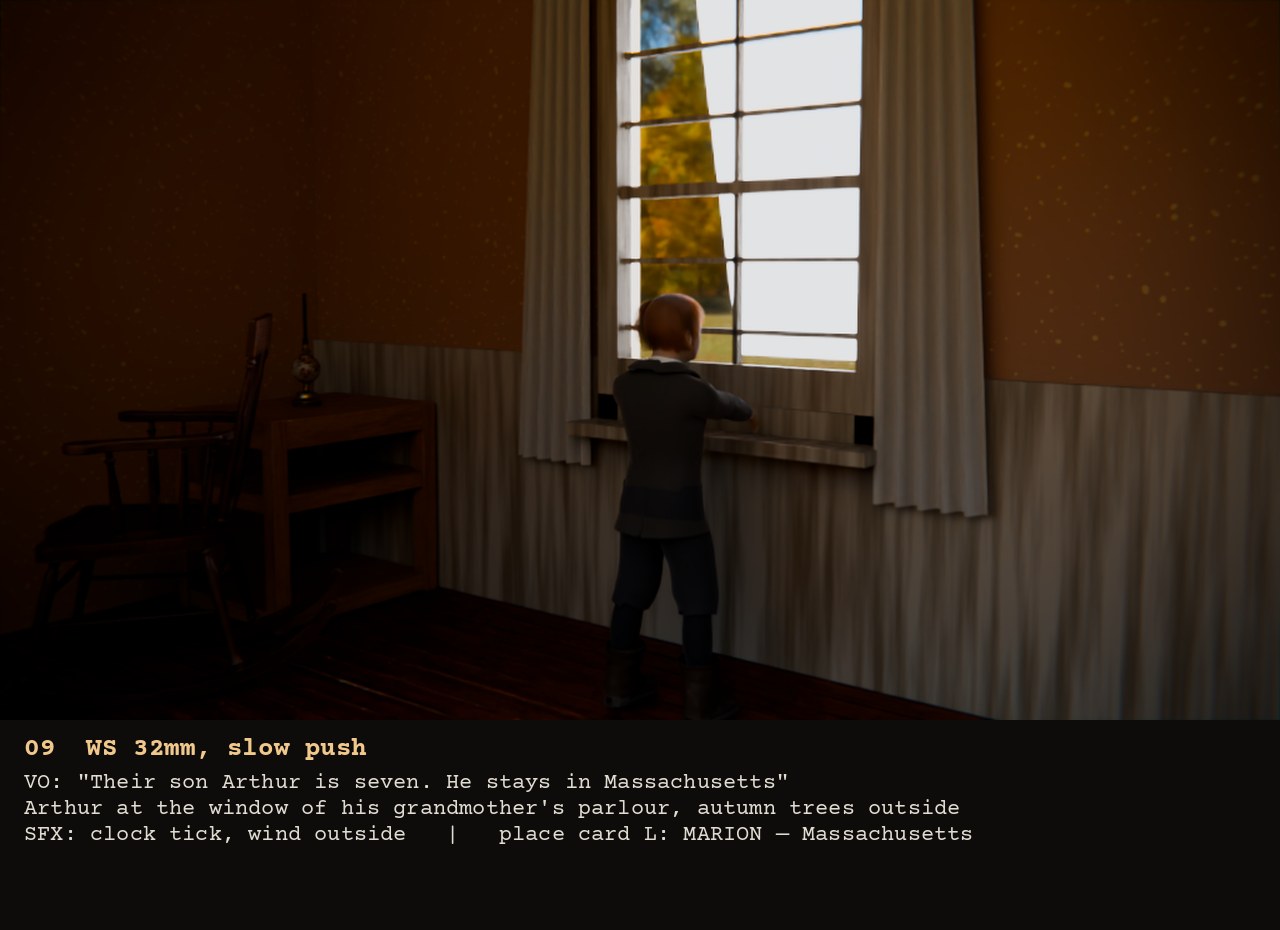 09  WS 32mm, slow push
VO: "Their son Arthur is seven. He stays in Massachusetts"
Arthur at the window of his grandmother's parlour, autumn trees outside
SFX: clock tick, wind outside   |   place card L: MARION — Massachusetts